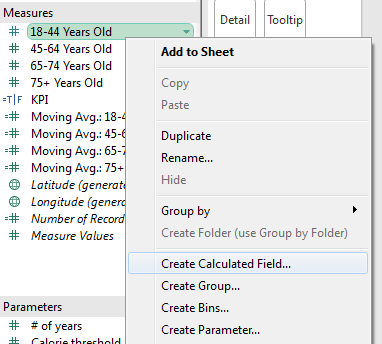 Measures
18-44 Years Old
45-64 Years Old
65-74 Years Old
75+ Years Old
T|F KPI
Moving Avg.: 18-4
Moving Avg.: 45-6
Moving Avg.: 65-7
Moving Avg.: 75+
Latitude (generate
Longitude (genera
Number of Record
Measure Values
Parameters
# of years
Calorie threshold
Detail Tooltip
Add to Sheet
Copy
Paste
Duplicate
Rename...
Hide
Group by
Create Folder (use Group by Folder)
Create Calculated Field...
Create Group...
Create Bins...
Create Parameter...